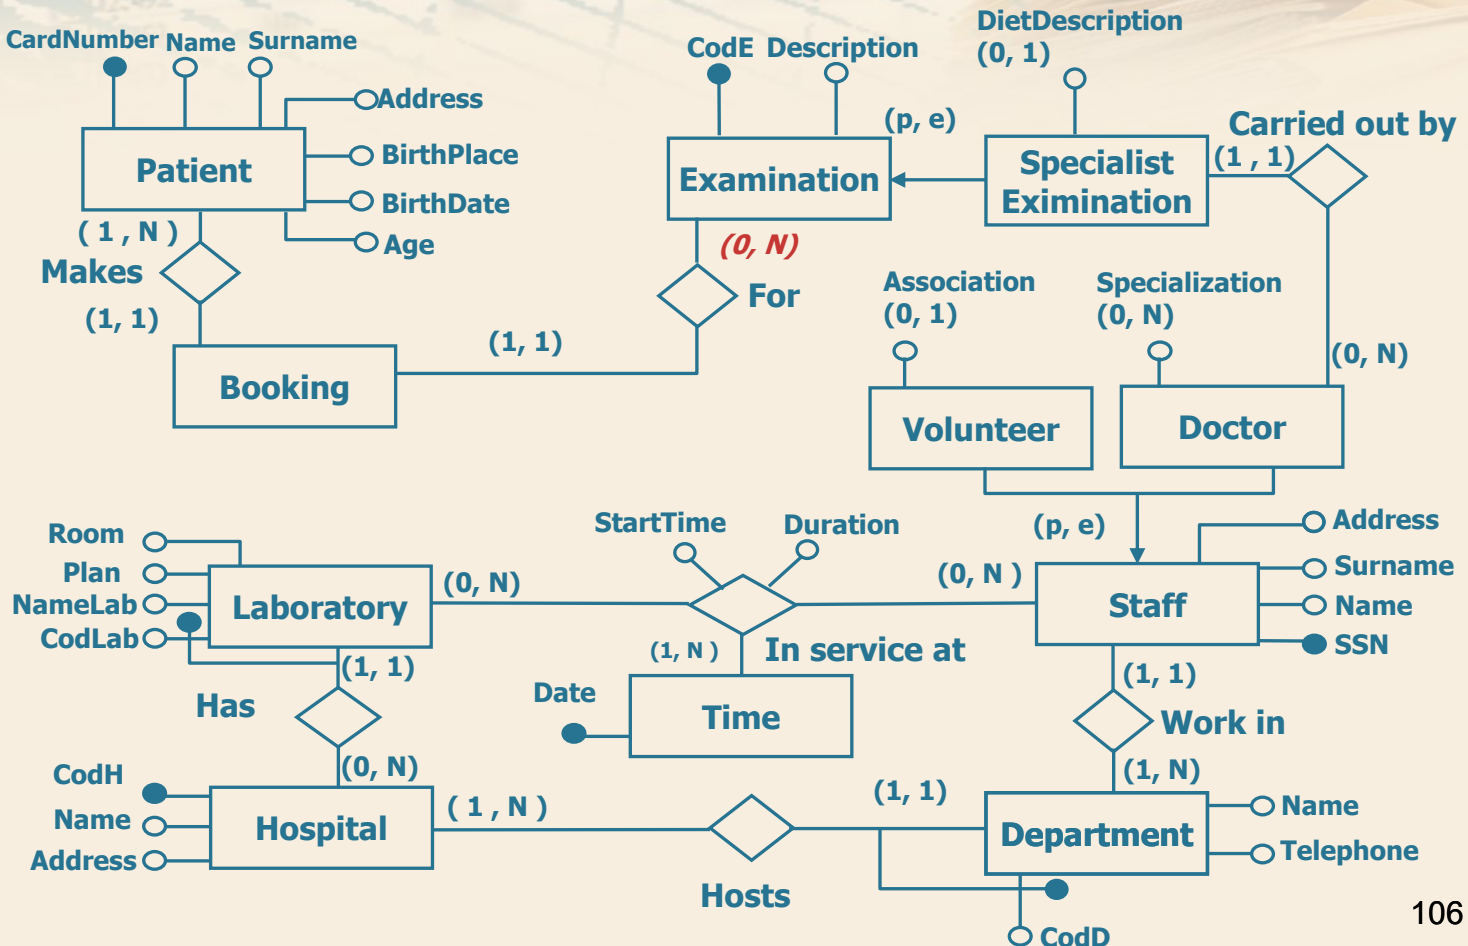 DietDescription
(0, 1)
CardNumber Name Surname
CodE Description
Address
(p, e)
Carried out by
Patient
BirthPlace
Examination
Specialist
Eximination
(1 , 1)
BirthDate
( 1 , N )
Age
(0, N)
Makes
For
Association
(0, 1)
Specialization
(0, N)
(1, 1)
(1, 1)
(0, N)
Booking
Volunteer
Doctor
Room
StartTime
Duration
(p, e)
Address
Plan
(0, N)
(0, N )
Surname
NameLab
Laboratory
Staff
Name
CodLab
SSN
(1, 1)
(1, N )
In service at
(1, 1)
Has
Date
Time
Work in
(0, N)
(1, N)
CodH
( 1 , N )
(1, 1)
Name
Name
Hospital
Department
Address
Telephone
Hosts
106
CodD